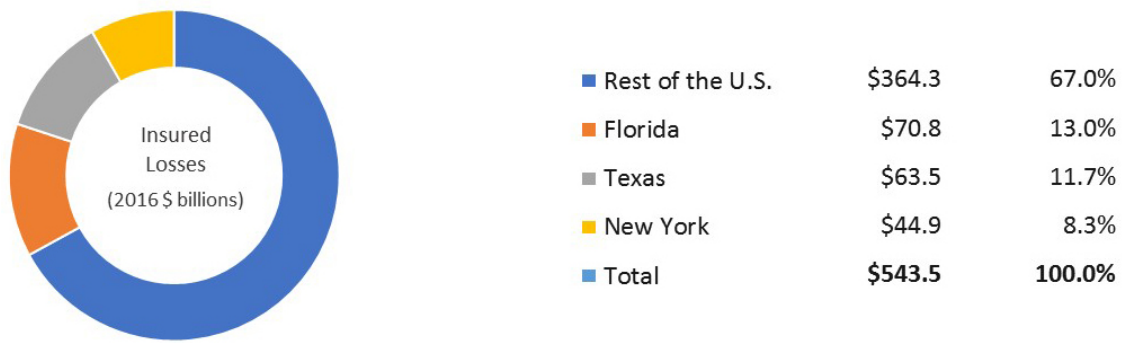 Insured
Losses
(2016 $ billions)
Rest of the U.S. $364.3 67.0%
Florida $70.8 13.0%
Texas $63.5 11.7%
New York $44.9 8.3%
Total $543.5 100.0%